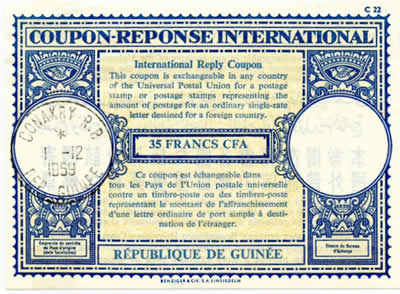 C 22
COUPON-REPONSE INTERNATIONAL
International Reply Coupon
This coupon is exchangeable in any country
of the Universal Postal Union for a postage
stamp or postage stamps representing the
amount of postage for an ordinary single-rate
letter destined for a foreign country.
CONAKRY R.P.
12
1959
GUINÉE
35 FRANCS CFA
Ce coupon est échangeable dans
tous les Pays de l'Union postale universelle
contre un timbre-poste ou des timbres-poste
représentant le montant de l'affranchissement
d'une lettre ordinaire de port simple à desti-
nation de l'étranger.
Empreinte de contrôle
du Pays d'origine
(date facultative)
Timbre du Bureau
d'échange
RÉPUBLIQUE DE GUINÉE
BENZIGER & CIE. S.A. EINSIEDELN